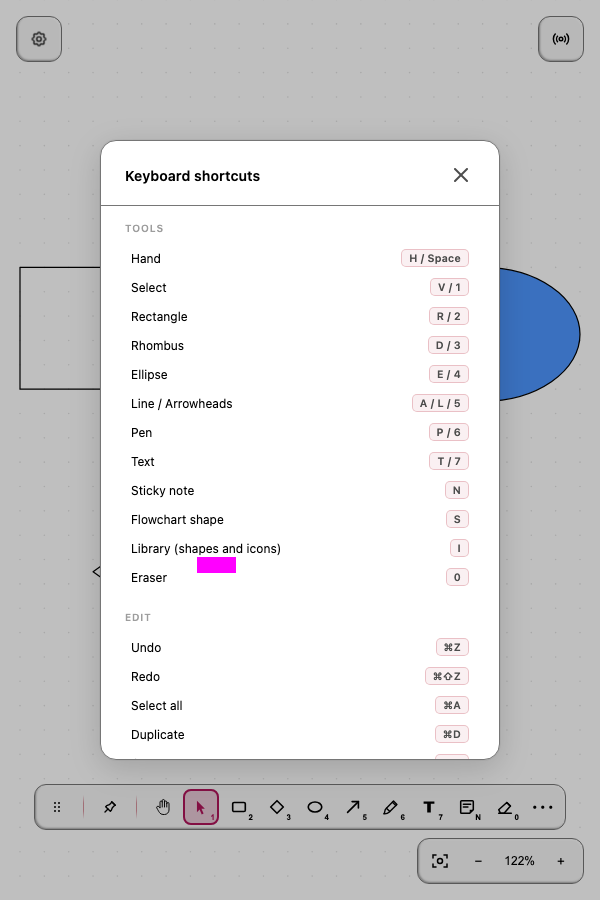 Keyboard shortcuts
TOOLS
Hand H / Space
Select V / 1
Rectangle R / 2
Rhombus D / 3
Ellipse E / 4
Line / Arrowheads A / L / 5
Pen P / 6
Text T / 7
Sticky note N
Flowchart shape S
Library (shapes and icons) I
Eraser 0
EDIT
Undo ⌘Z
Redo ⌘⇧Z
Select all ⌘A
Duplicate ⌘D
1 2 3 4 5 6 T 7 N 0
122%